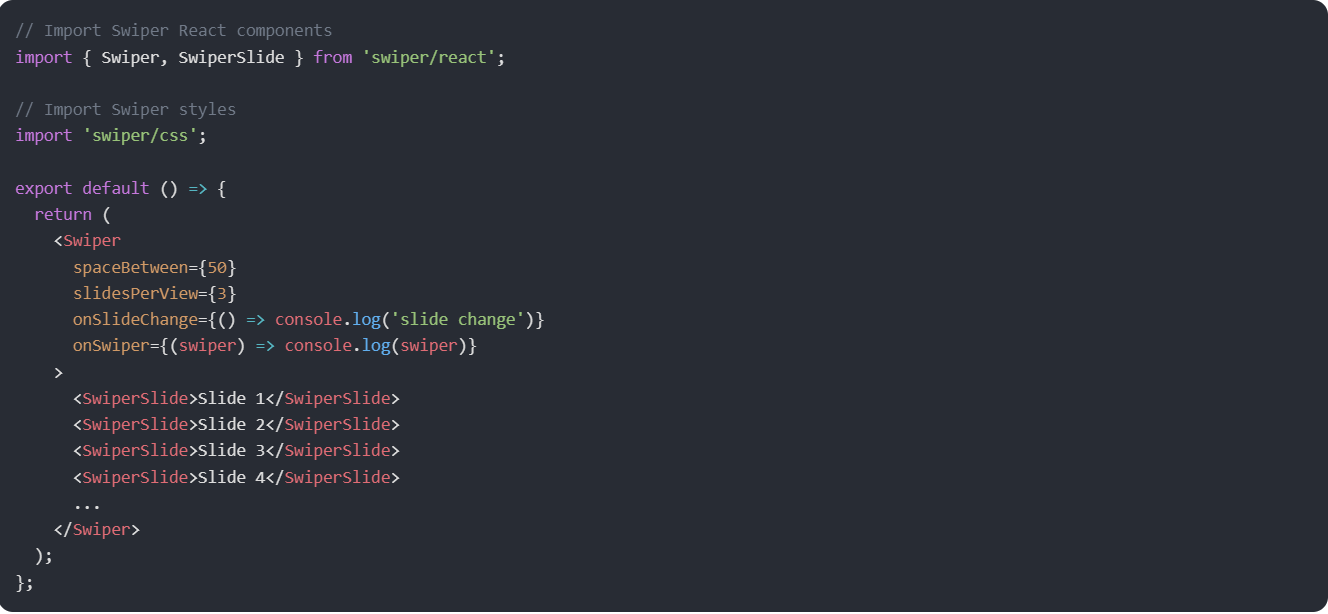 // Import Swiper React components
import { Swiper, SwiperSlide } from 'swiper/react';

// Import Swiper styles
import 'swiper/css';

export default () => {
  return (
    <Swiper
      spaceBetween={50}
      slidesPerView={3}
      onSlideChange={() => console.log('slide change')}
      onSwiper={(swiper) => console.log(swiper)}
    >
      <SwiperSlide>Slide 1</SwiperSlide>
      <SwiperSlide>Slide 2</SwiperSlide>
      <SwiperSlide>Slide 3</SwiperSlide>
      <SwiperSlide>Slide 4</SwiperSlide>
      ...
    </Swiper>
  );
};